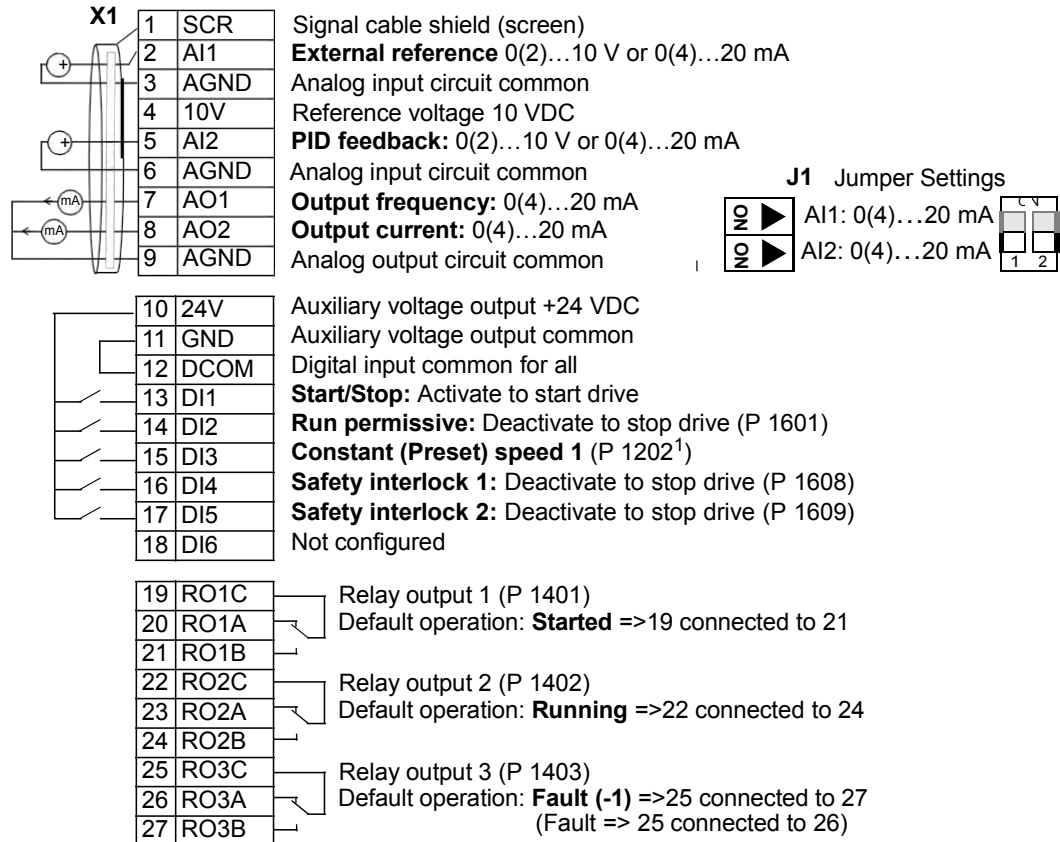 X1
1 SCR Signal cable shield (screen)
2 AI1 External reference 0(2)…10 V or 0(4)…20 mA
3 AGND Analog input circuit common
4 10V Reference voltage 10 VDC
5 AI2 PID feedback: 0(2)…10 V or 0(4)…20 mA
6 AGND Analog input circuit common
7 AO1 Output frequency: 0(4)…20 mA
8 AO2 Output current: 0(4)…20 mA
9 AGND Analog output circuit common
+
+
mA
mA
J1 Jumper Settings
ON AI1: 0(4)…20 mA
ON AI2: 0(4)…20 mA
1 2
10 24V Auxiliary voltage output +24 VDC
11 GND Auxiliary voltage output common
12 DCOM Digital input common for all
13 DI1 Start/Stop: Activate to start drive
14 DI2 Run permissive: Deactivate to stop drive (P 1601)
15 DI3 Constant (Preset) speed 1 (P 1202¹)
16 DI4 Safety interlock 1: Deactivate to stop drive (P 1608)
17 DI5 Safety interlock 2: Deactivate to stop drive (P 1609)
18 DI6 Not configured
19 RO1C Relay output 1 (P 1401)
20 RO1A Default operation: Started =>19 connected to 21
21 RO1B
22 RO2C Relay output 2 (P 1402)
23 RO2A Default operation: Running =>22 connected to 24
24 RO2B
25 RO3C Relay output 3 (P 1403)
26 RO3A Default operation: Fault (-1) =>25 connected to 27
27 RO3B (Fault => 25 connected to 26)